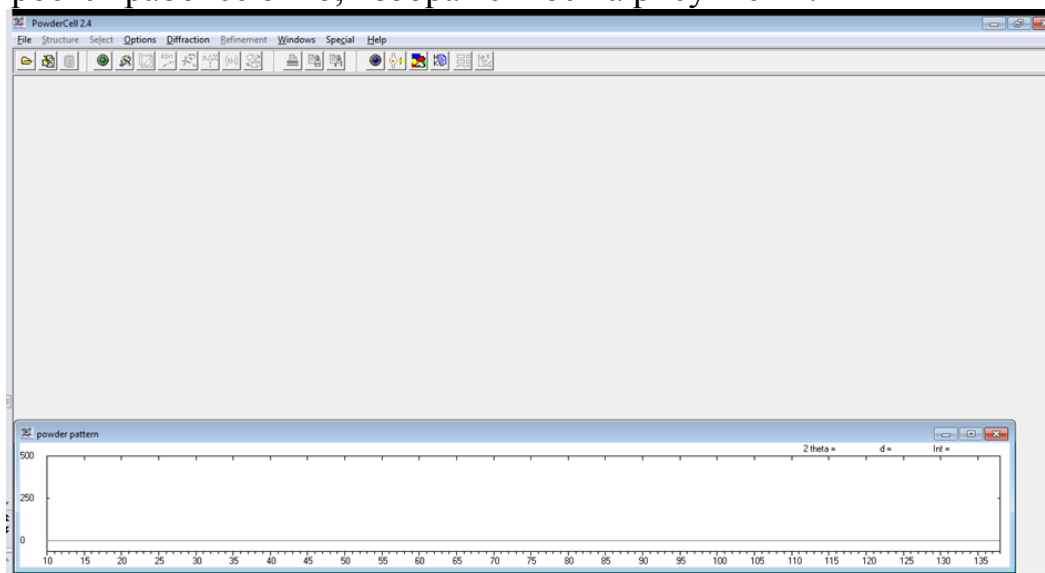 PowderCell 2.4
File Structure Select Options Diffraction Refinement Windows Special Help
powder pattern
2 theta = d = Int =
500
250
0
10 15 20 25 30 35 40 45 50 55 60 65 70 75 80 85 90 95 100 105 110 115 120 125 130 135